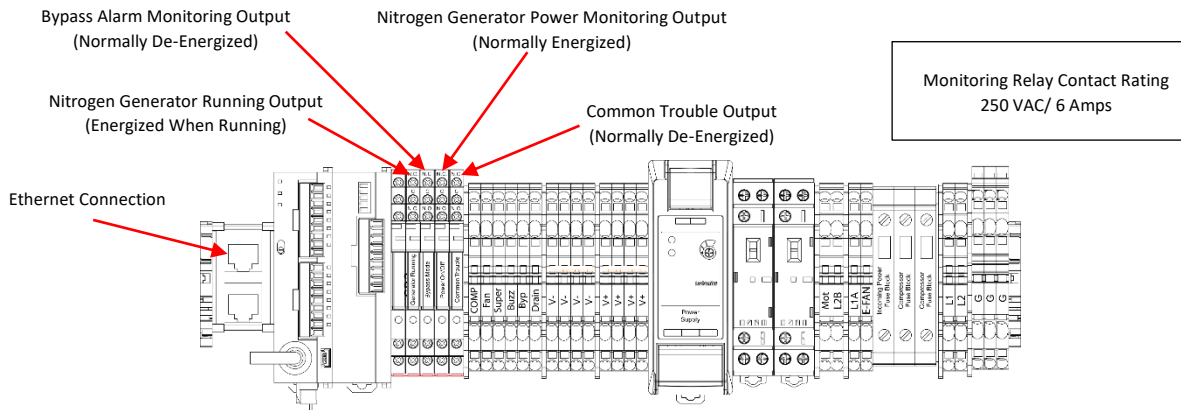 Bypass Alarm Monitoring Output
(Normally De-Energized)
Nitrogen Generator Power Monitoring Output
(Normally Energized)
Monitoring Relay Contact Rating
250 VAC/ 6 Amps
Nitrogen Generator Running Output
(Energized When Running)
Common Trouble Output
(Normally De-Energized)
Ethernet Connection
Generator Running
Bypass Mode
Power On/Off
Common Trouble
COMP
Fan
Super
Buzz
Byp
Drain
V-
V-
V-
V-
V+
V+
V+
V+
Power
Supply
Mot
L2B
L1A
E-FAN
Incoming Power
Fuse Block
Compressor
Fuse Block
Compressor
Fuse Block
L1
L2
G
G
G